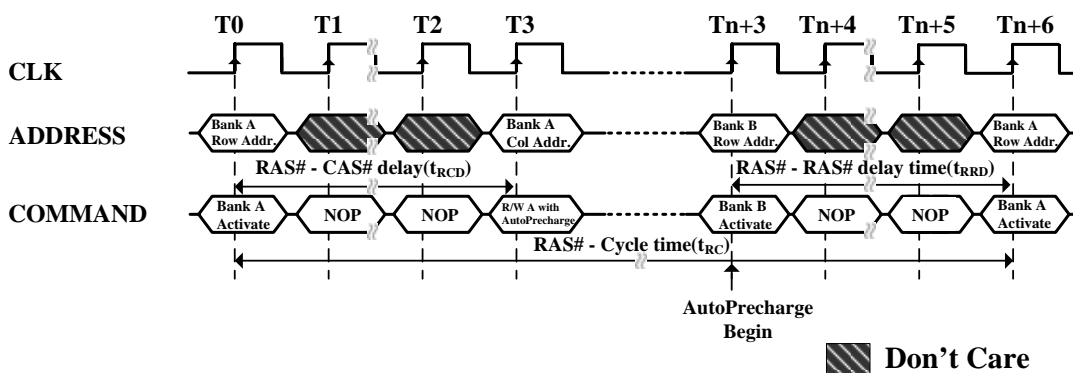 T0 T1 T2 T3 Tn+3 Tn+4 Tn+5 Tn+6
CLK
ADDRESS
Bank A
Row Addr.
Bank A
Col Addr.
Bank B
Row Addr.
Bank A
Row Addr.
RAS# - CAS# delay(tRCD)
RAS# - RAS# delay time(tRRD)
COMMAND
Bank A
Activate
NOP
NOP
R/W A with
AutoPrecharge
Bank B
Activate
NOP
NOP
Bank A
Activate
RAS# - Cycle time(tRC)
AutoPrecharge
Begin
Don't Care